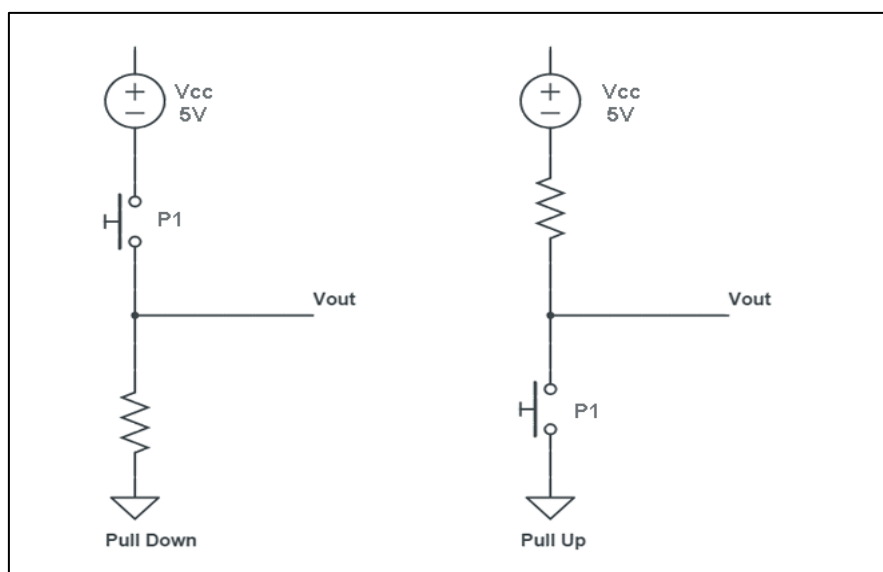 Vcc
5V
P1
Vout
Pull Down
Vcc
5V
Vout
P1
Pull Up